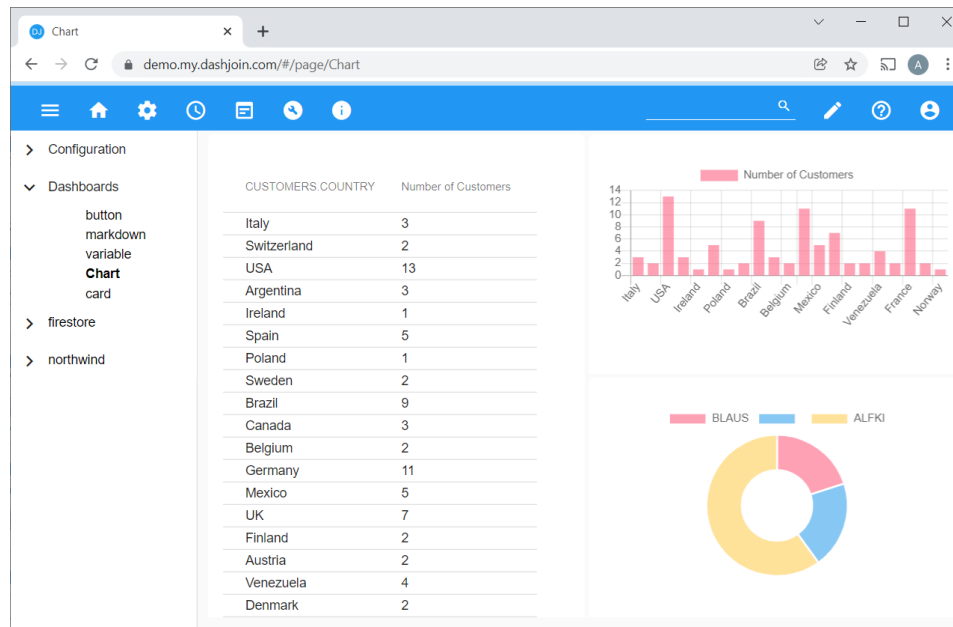 DJ Chart
demo.my.dashjoin.com/#/page/Chart
A
Configuration
Dashboards
button
markdown
variable
Chart
card
firestore
northwind
CUSTOMERS.COUNTRY Number of Customers
Italy 3
Switzerland 2
USA 13
Argentina 3
Ireland 1
Spain 5
Poland 1
Sweden 2
Brazil 9
Canada 3
Belgium 2
Germany 11
Mexico 5
UK 7
Finland 2
Austria 2
Venezuela 4
Denmark 2
Number of Customers
14
12
10
8
6
4
2
0
Italy USA Ireland Poland Brazil Belgium Mexico Finland Venezuela France Norway
BLAUS ALFKI